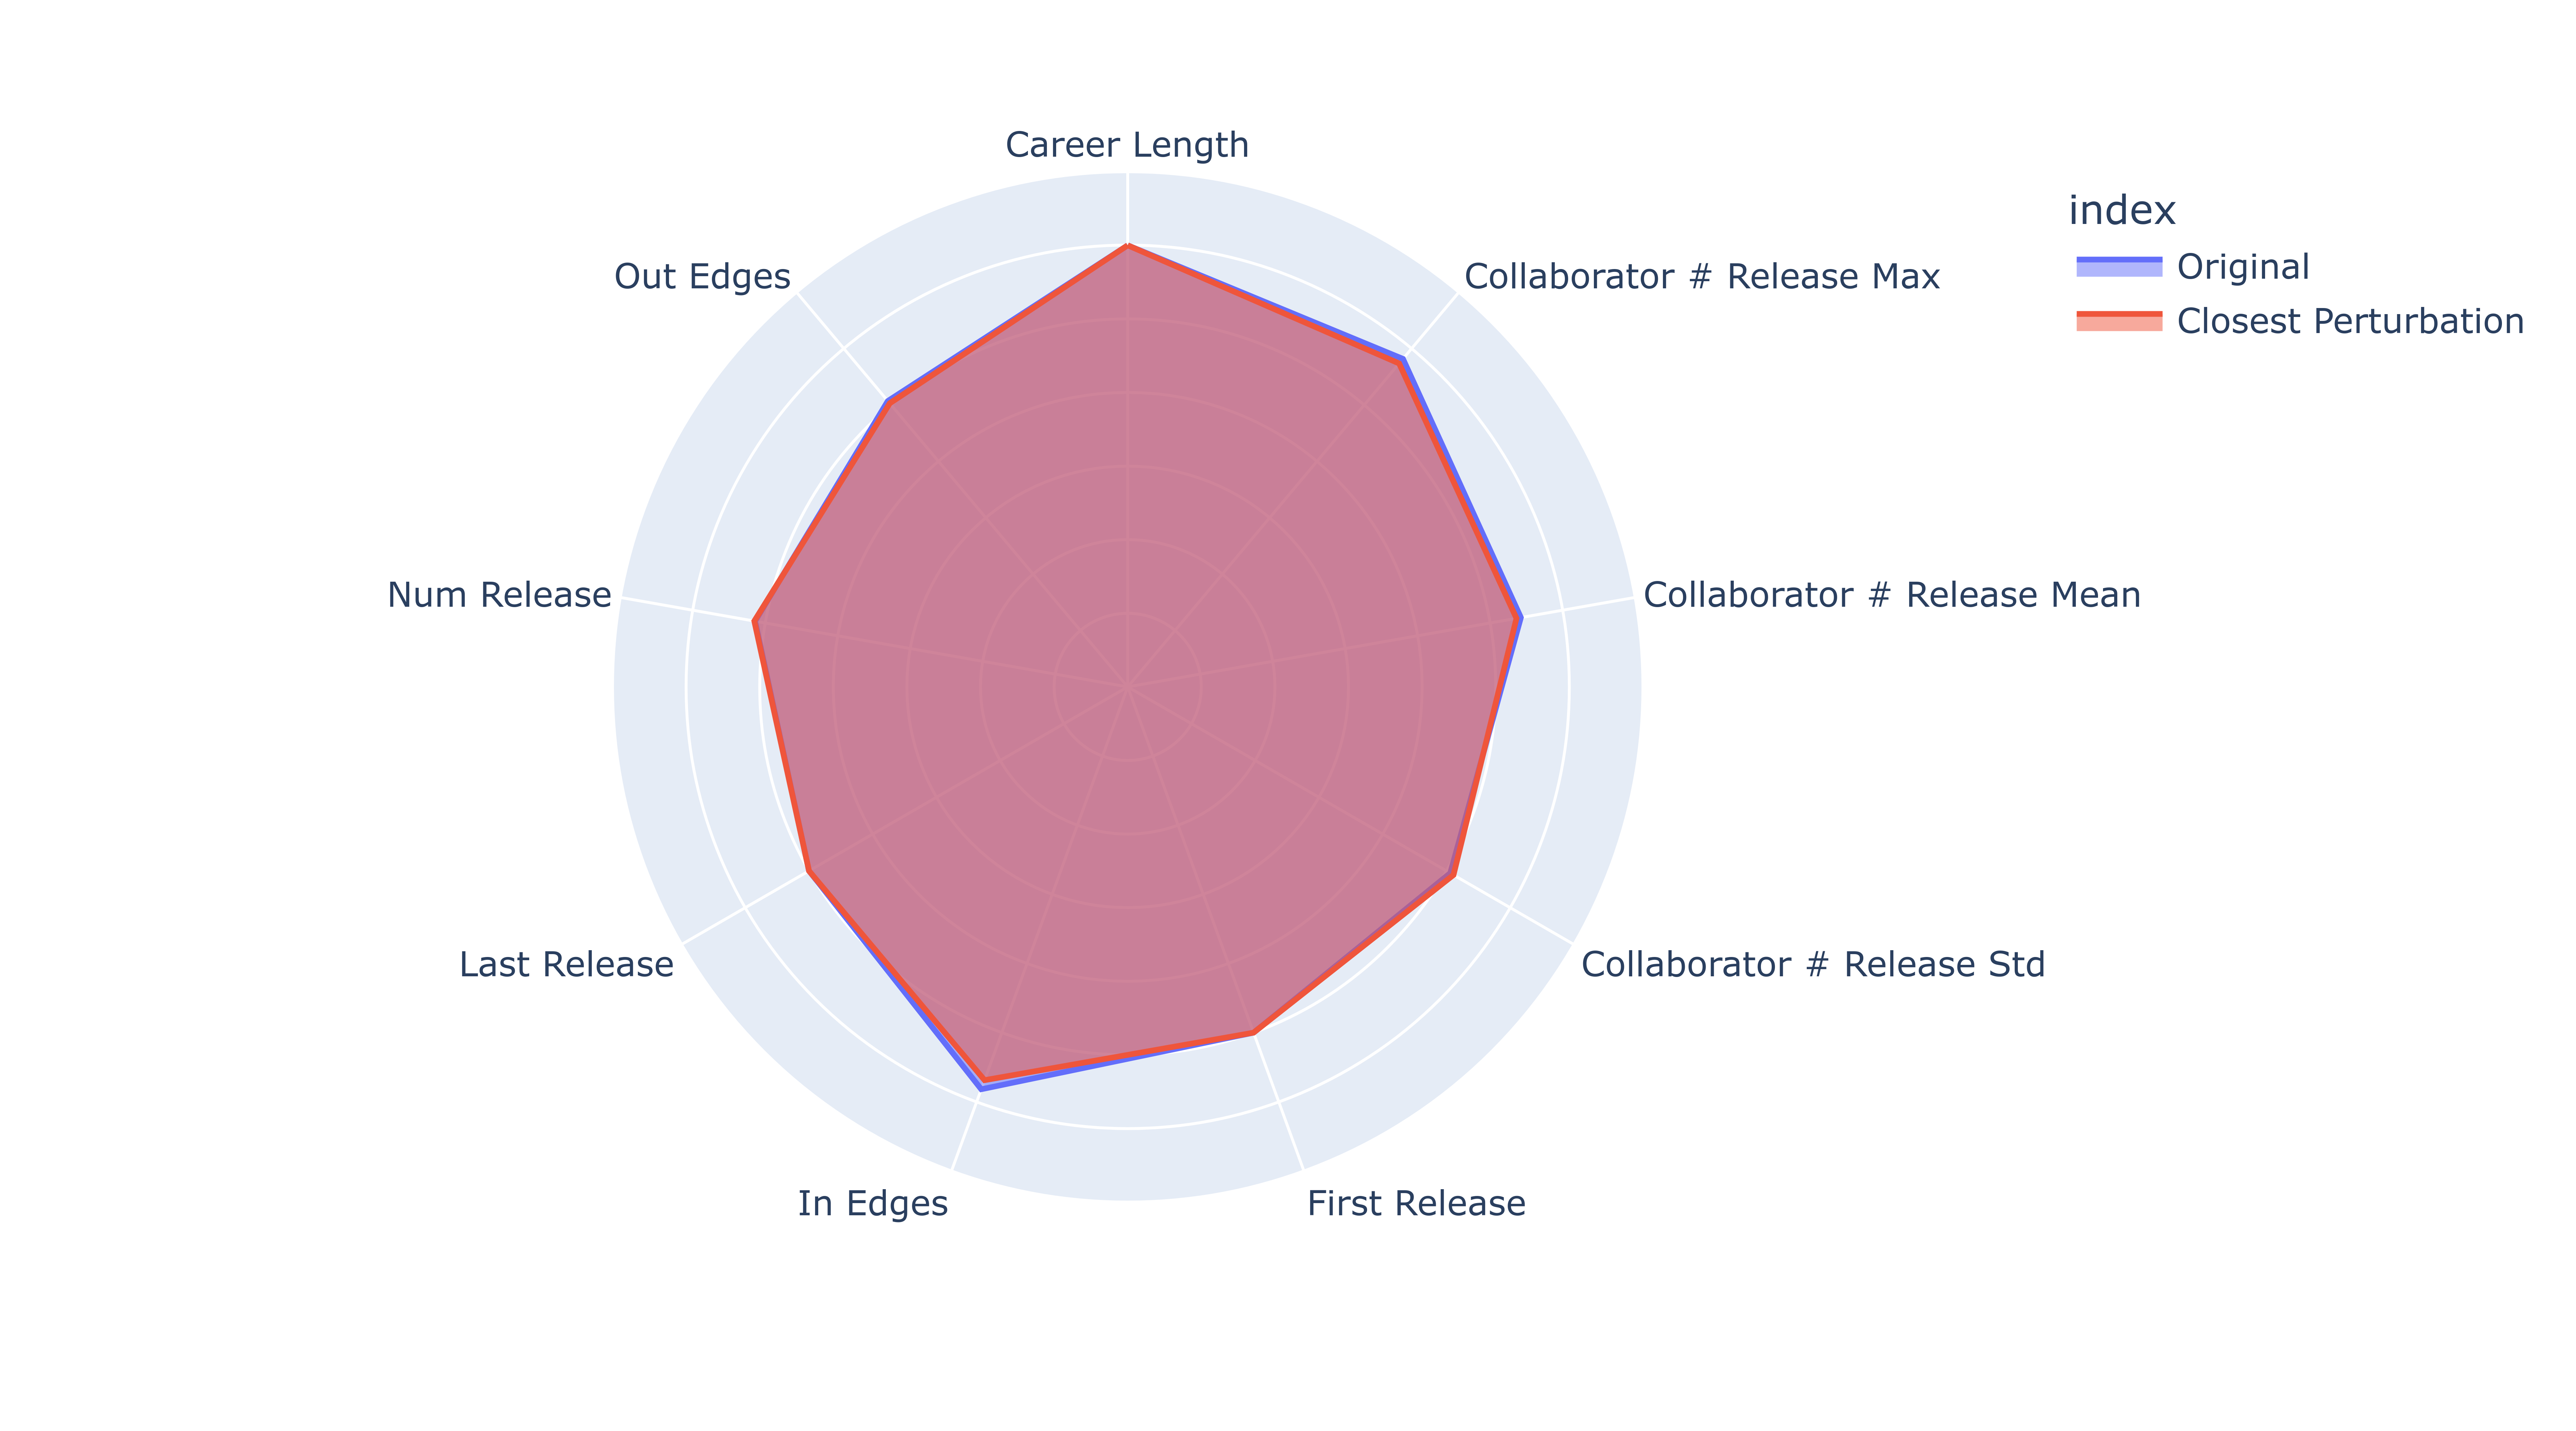 Career Length
Collaborator # Release Max
Collaborator # Release Mean
Collaborator # Release Std
First Release
In Edges
Last Release
Num Release
Out Edges
index
Original
Closest Perturbation